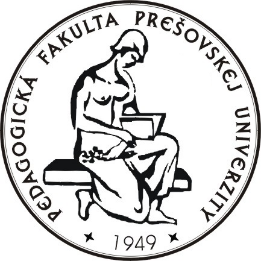 PEDAGOGICKÁ FAKULTA PREŠOVSKEJ UNIVERZITY
1949